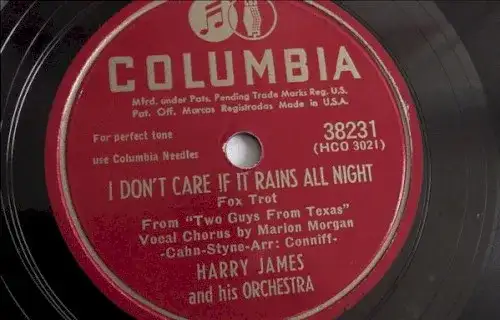 COLUMBIA
Mfrd. under Pats. Pending Trade Marks Reg. U.S.
Pat. Off. Marcas Registradas Made in U.S.A.
For perfect tone
use Columbia Needles
38231
(HCO 3021)
I DON'T CARE IF IT RAINS ALL NIGHT
Fox Trot
From "Two Guys From Texas"
Vocal Chorus by Marion Morgan
-Cahn-Styne-Arr: Conniff-
HARRY JAMES
and his ORCHESTRA